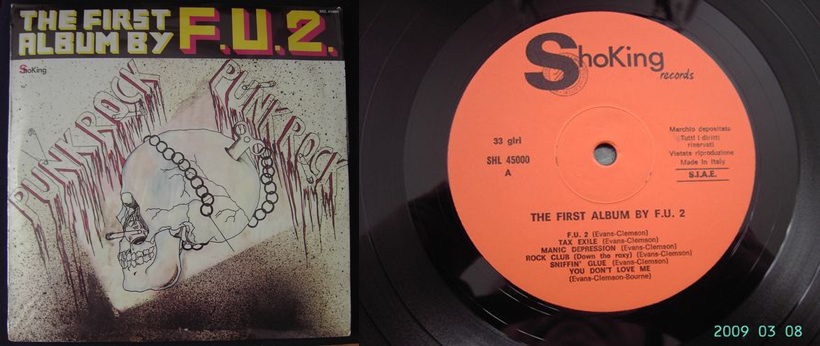 THE FIRST
ALBUM BY F.U.2.
ShoKing
PUNK ROCK
PUNK ROCK
ShoKing
records
33 giri
SHL 45000
A
Marchio depositato
Tutti i diritti
riservati
Vietata riproduzione
Made in Italy
S.I.A.E.
THE FIRST ALBUM BY F.U. 2
F.U. 2 (Evans-Clemson)
TAX EXILE (Evans-Clemson)
MANIC DEPRESSION (Evans-Clemson)
ROCK CLUB (Down the roxy) (Evans-Clemson)
SNIFFIN' GLUE (Evans-Clemson)
YOU DON'T LOVE ME
(Evans-Clemson-Bourne)
2009 03 08